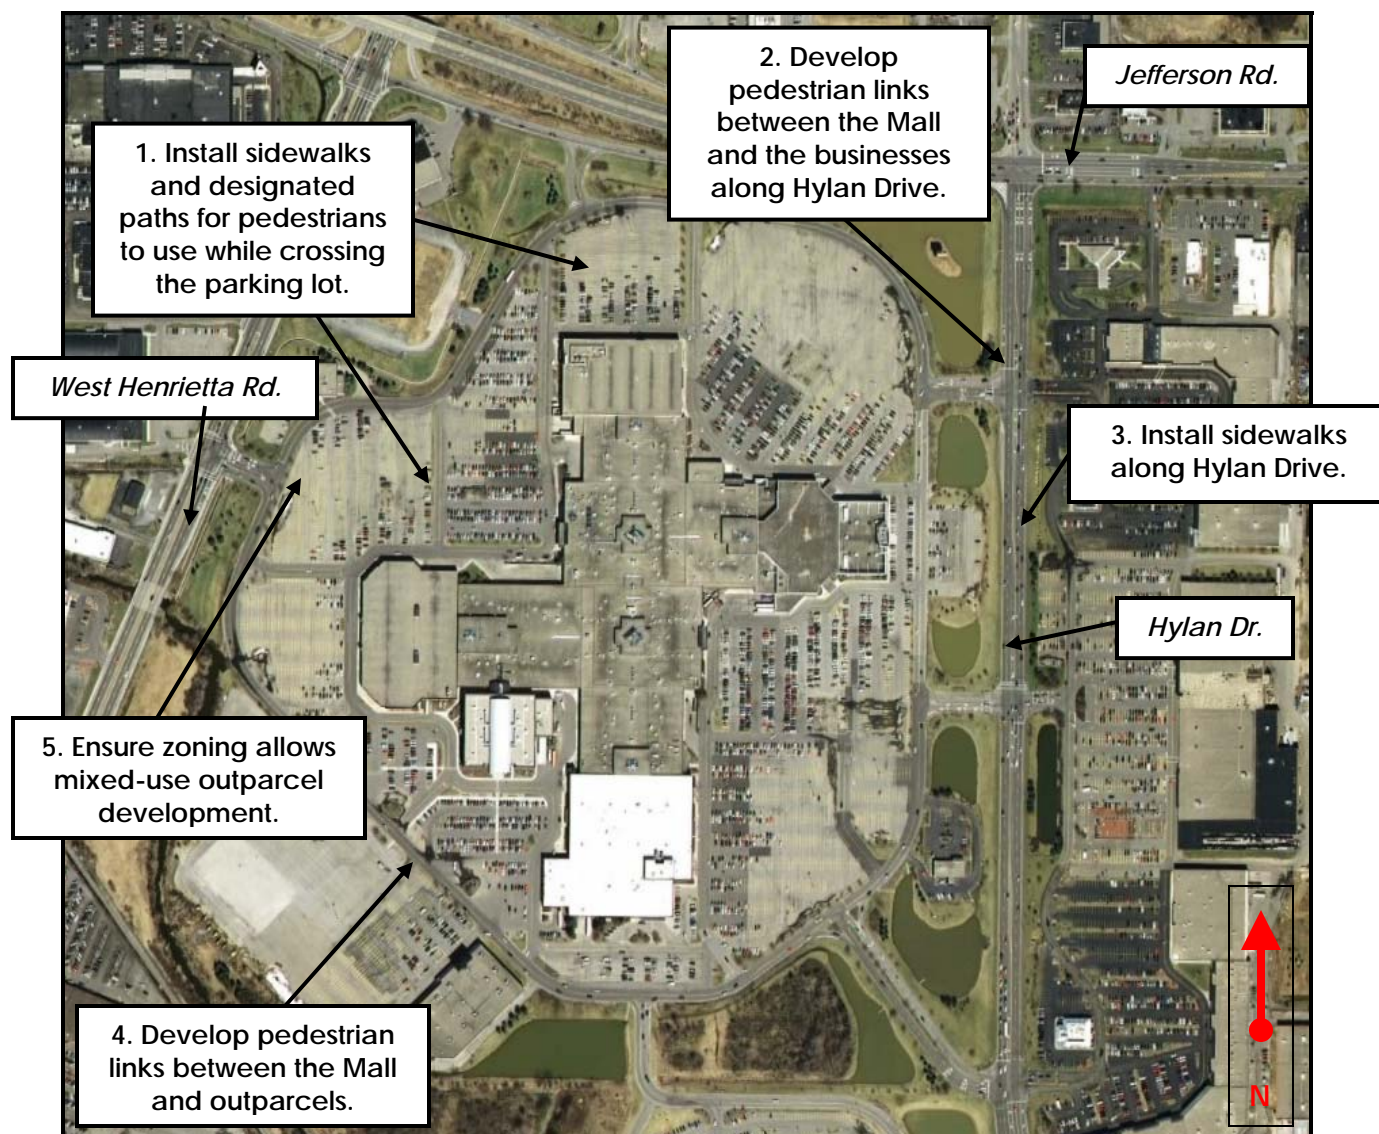 2. Develop
pedestrian links
between the Mall
and the businesses
along Hylan Drive.
Jefferson Rd.
1. Install sidewalks
and designated
paths for pedestrians
to use while crossing
the parking lot.
West Henrietta Rd.
3. Install sidewalks
along Hylan Drive.
Hylan Dr.
5. Ensure zoning allows
mixed-use outparcel
development.
4. Develop pedestrian
links between the Mall
and outparcels.
N